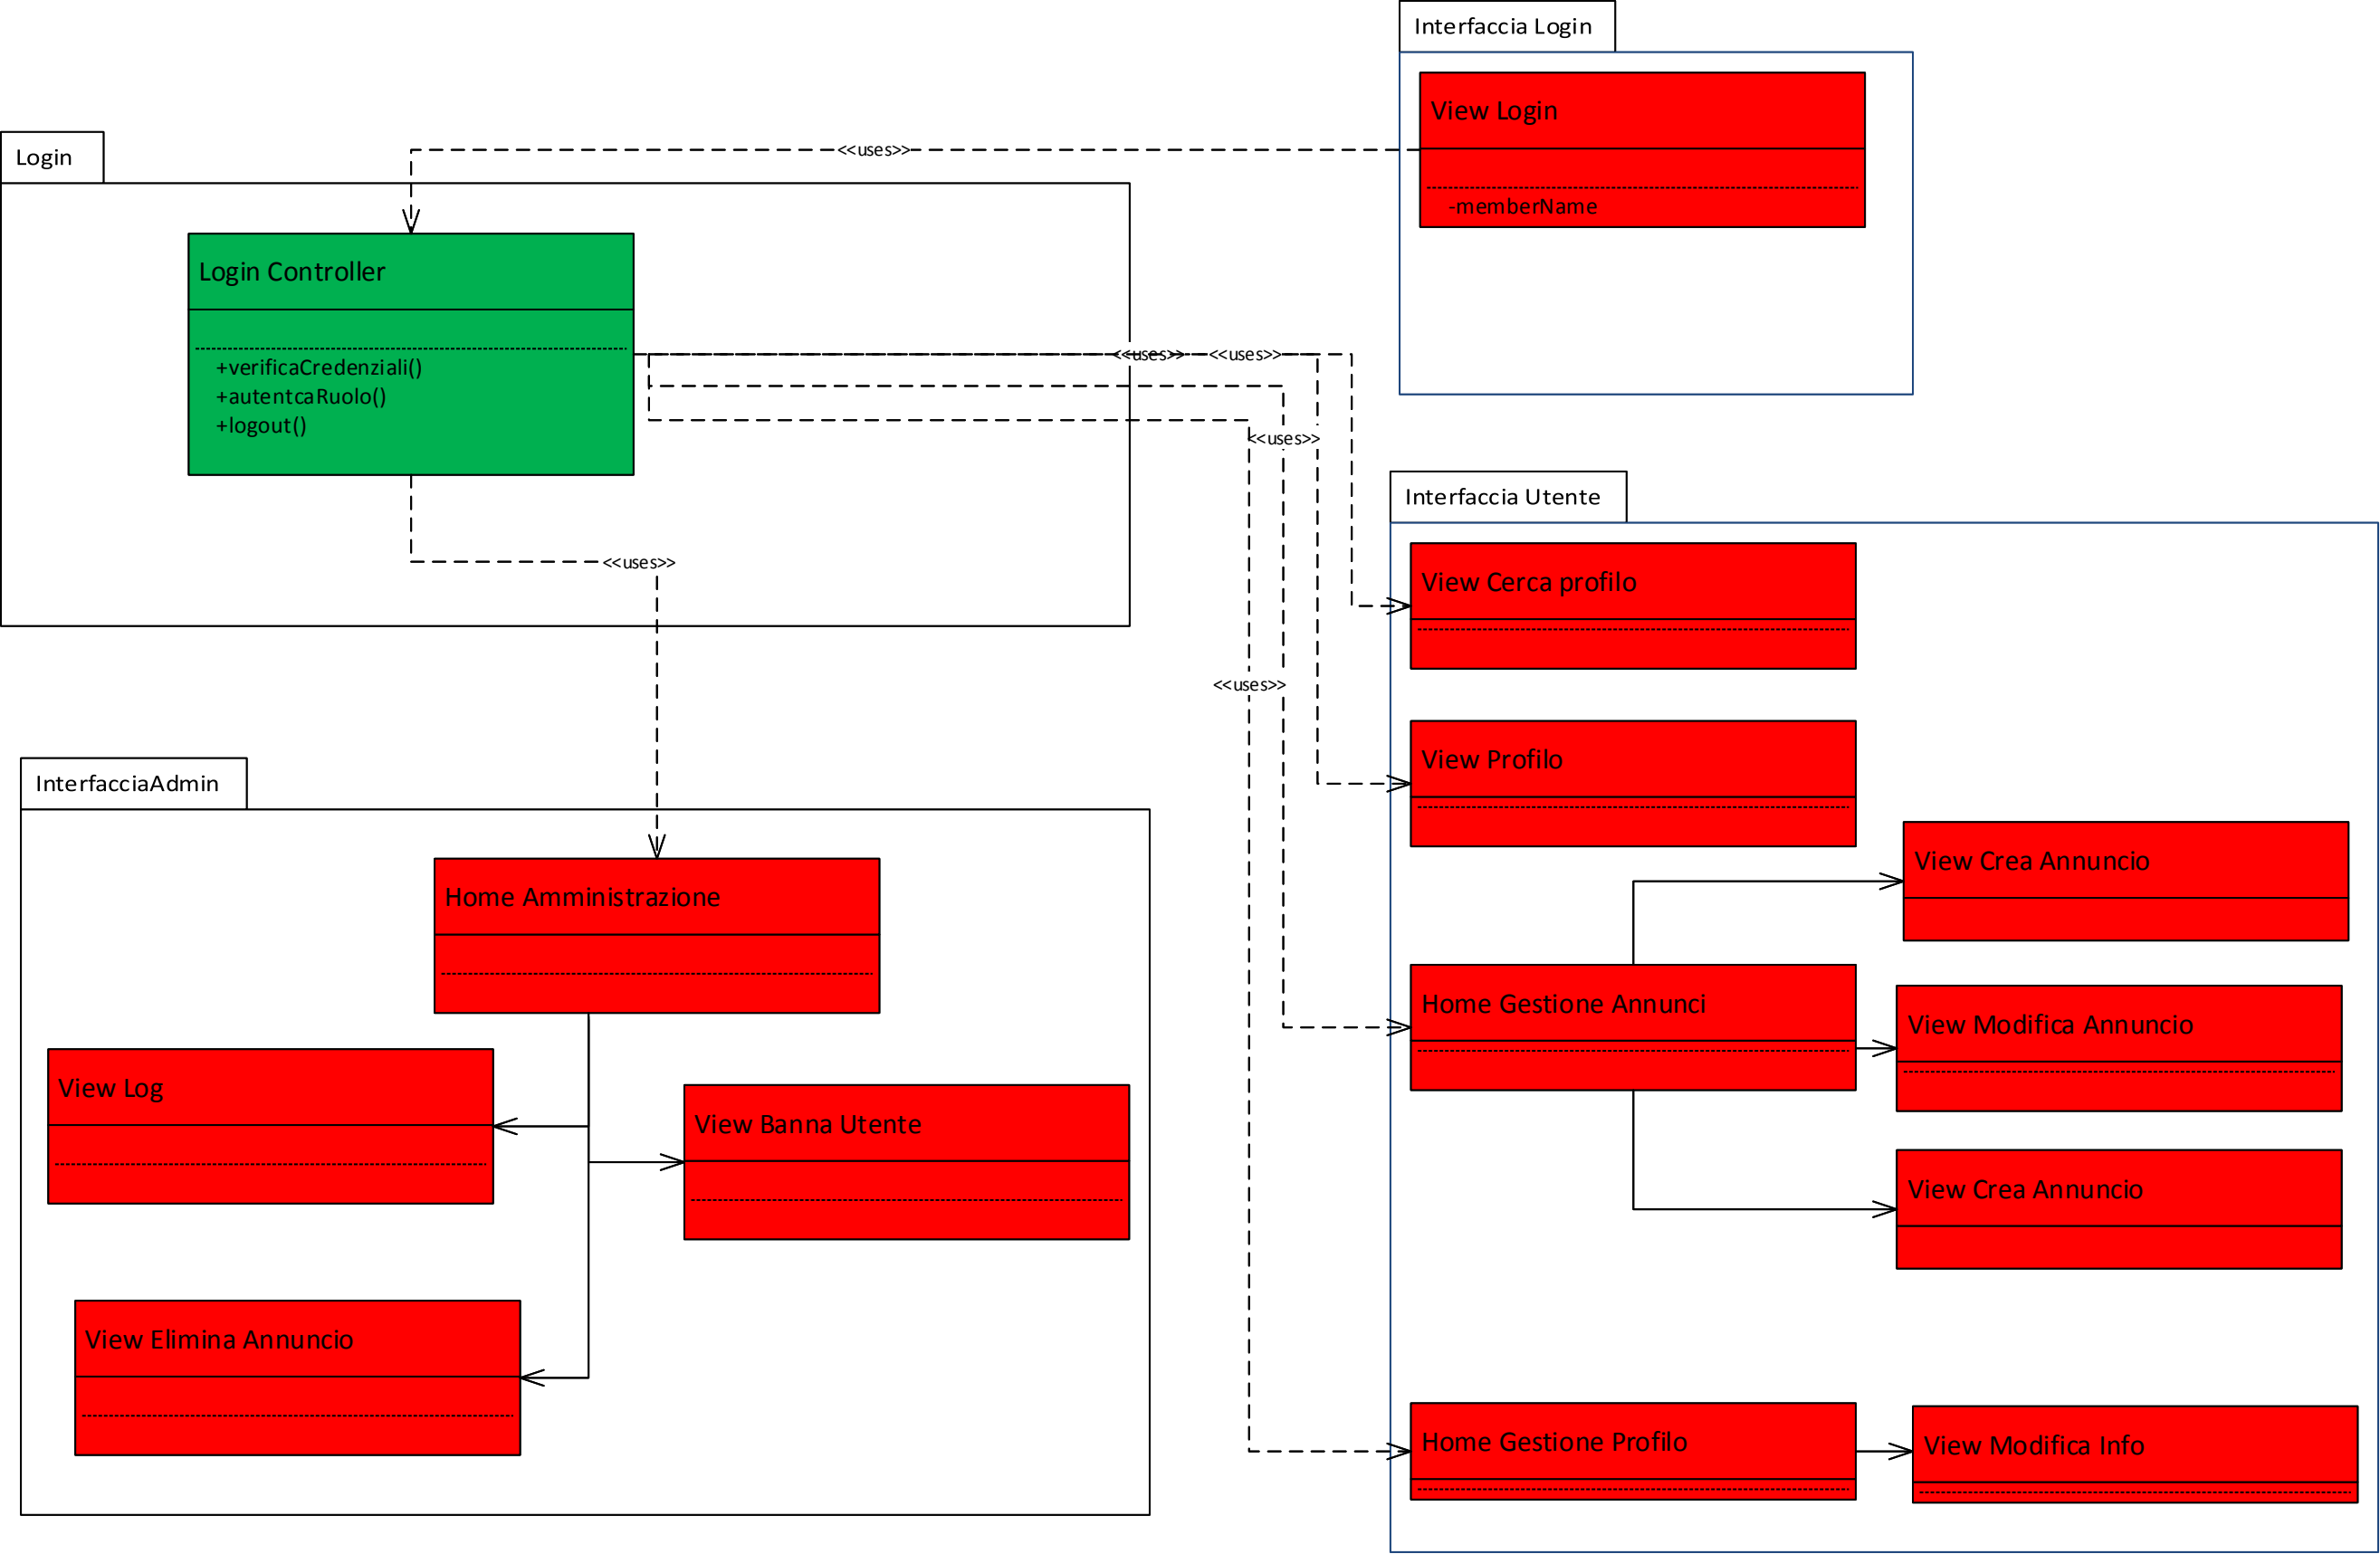 Interfaccia Login
View Login
-memberName
<<uses>>
Login
Login Controller
+verificaCredenziali()
+autentcaRuolo()
+logout()
<<uses>>
<<uses>>
<<uses>>
<<uses>>
<<uses>>
Interfaccia Utente
View Cerca profilo
View Profilo
View Crea Annuncio
Home Gestione Annunci
View Modifica Annuncio
View Crea Annuncio
Home Gestione Profilo
View Modifica Info
InterfacciaAdmin
Home Amministrazione
View Log
View Banna Utente
View Elimina Annuncio